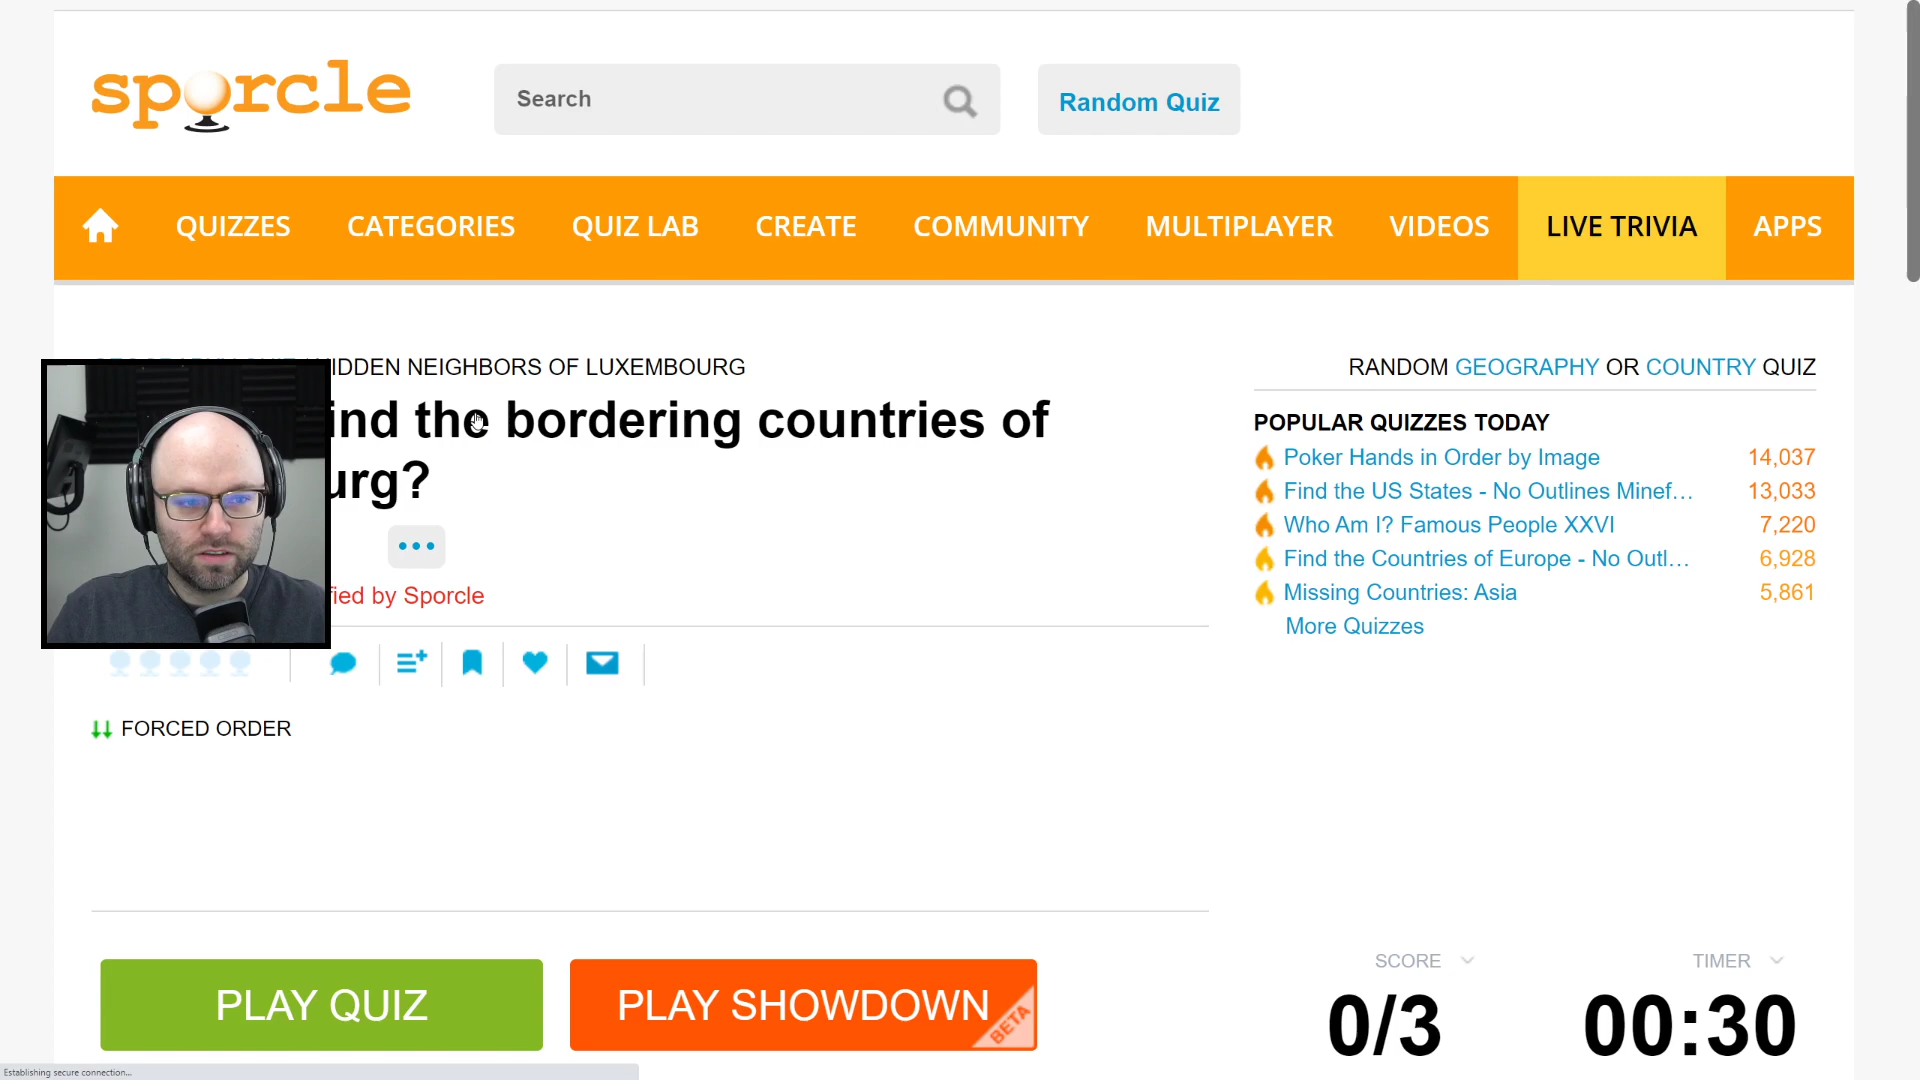 sporcle
Search
Random Quiz
QUIZZES
CATEGORIES
QUIZ LAB
CREATE
COMMUNITY
MULTIPLAYER
VIDEOS
LIVE TRIVIA
APPS
IDDEN NEIGHBORS OF LUXEMBOURG
ind the bordering countries of
urg?
fied by Sporcle
FORCED ORDER
PLAY QUIZ
PLAY SHOWDOWN
BETA
RANDOM GEOGRAPHY OR COUNTRY QUIZ
POPULAR QUIZZES TODAY
Poker Hands in Order by Image 14,037
Find the US States - No Outlines Minef... 13,033
Who Am I? Famous People XXVI 7,220
Find the Countries of Europe - No Outl... 6,928
Missing Countries: Asia 5,861
More Quizzes
SCORE
0/3
TIMER
00:30
Establishing secure connection...